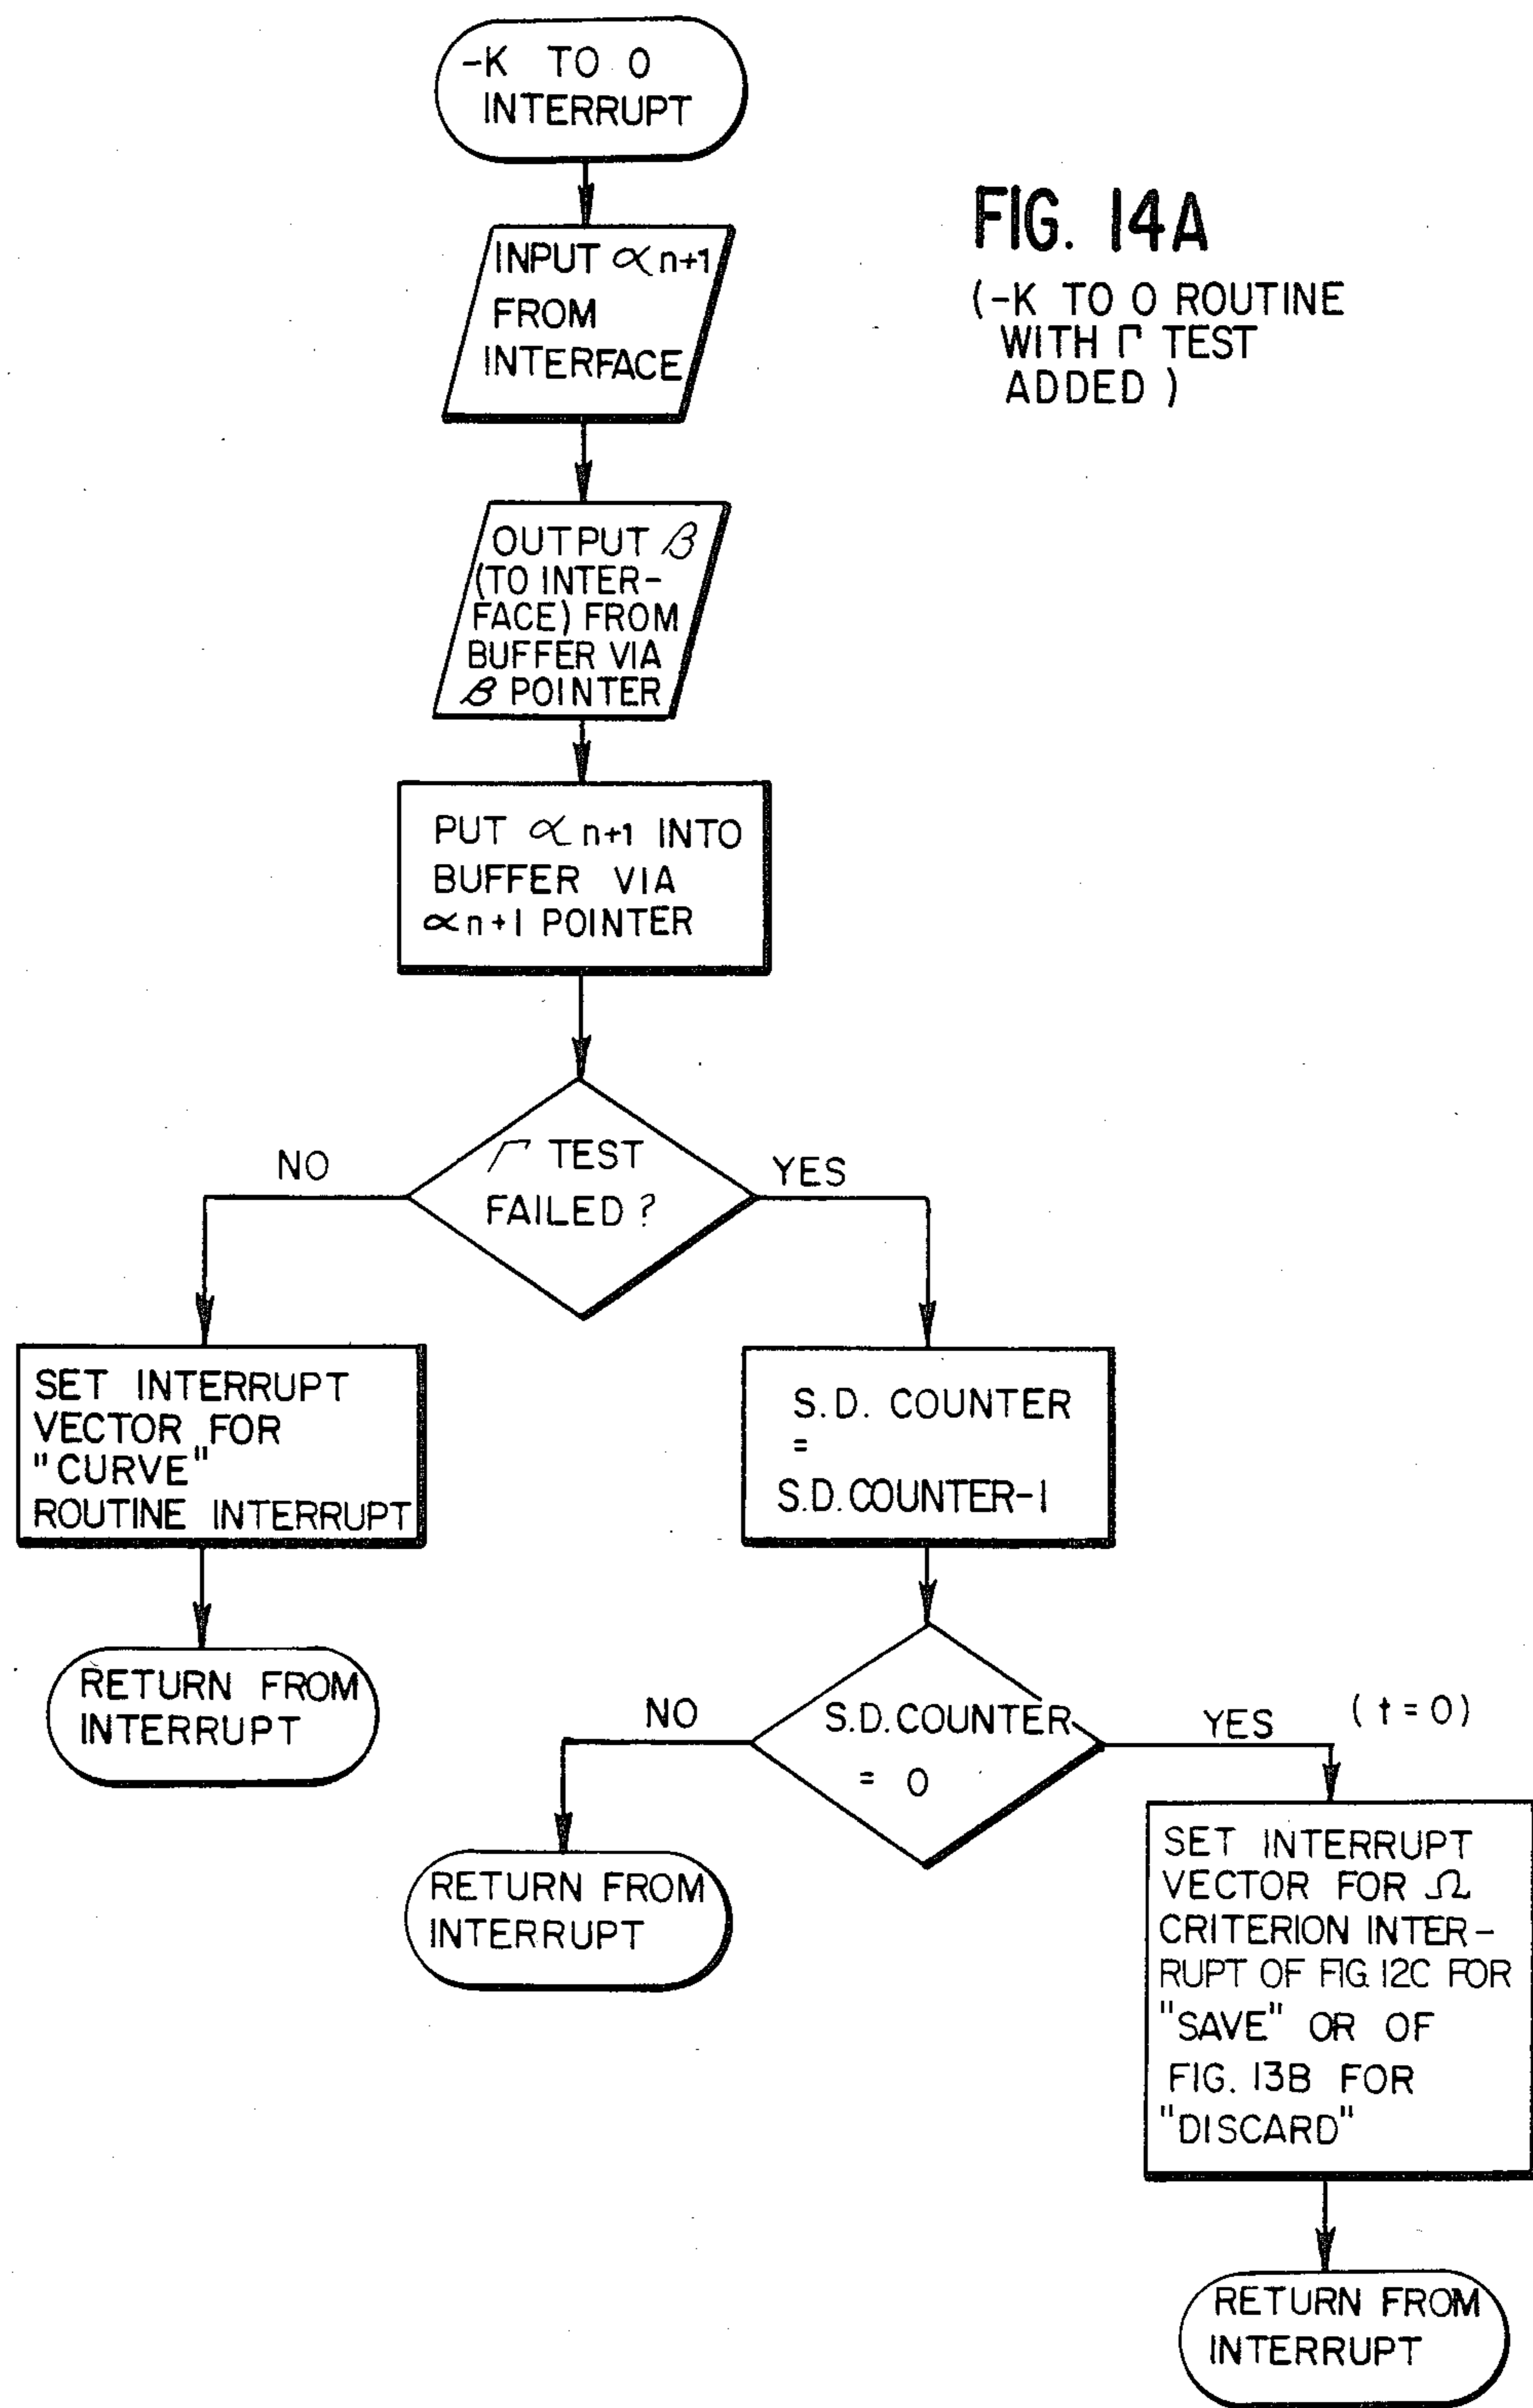 -K TO 0
INTERRUPT
FIG. 14A
(-K TO 0 ROUTINE
WITH Γ TEST
ADDED )
INPUT ∝ n+1
FROM
INTERFACE
OUTPUT β
(TO INTER-
FACE) FROM
BUFFER VIA
β POINTER
PUT ∝ n+1 INTO
BUFFER VIA
∝ n+1 POINTER
Γ TEST
FAILED ?
NO
YES
SET INTERRUPT
VECTOR FOR
"CURVE"
ROUTINE INTERRUPT
S.D. COUNTER
=
S.D. COUNTER-1
RETURN FROM
INTERRUPT
S.D. COUNTER
= 0
NO
YES
( t = 0)
RETURN FROM
INTERRUPT
SET INTERRUPT
VECTOR FOR Ω
CRITERION INTER-
RUPT OF FIG. 12C FOR
"SAVE" OR OF
FIG. 13B FOR
"DISCARD"
RETURN FROM
INTERRUPT